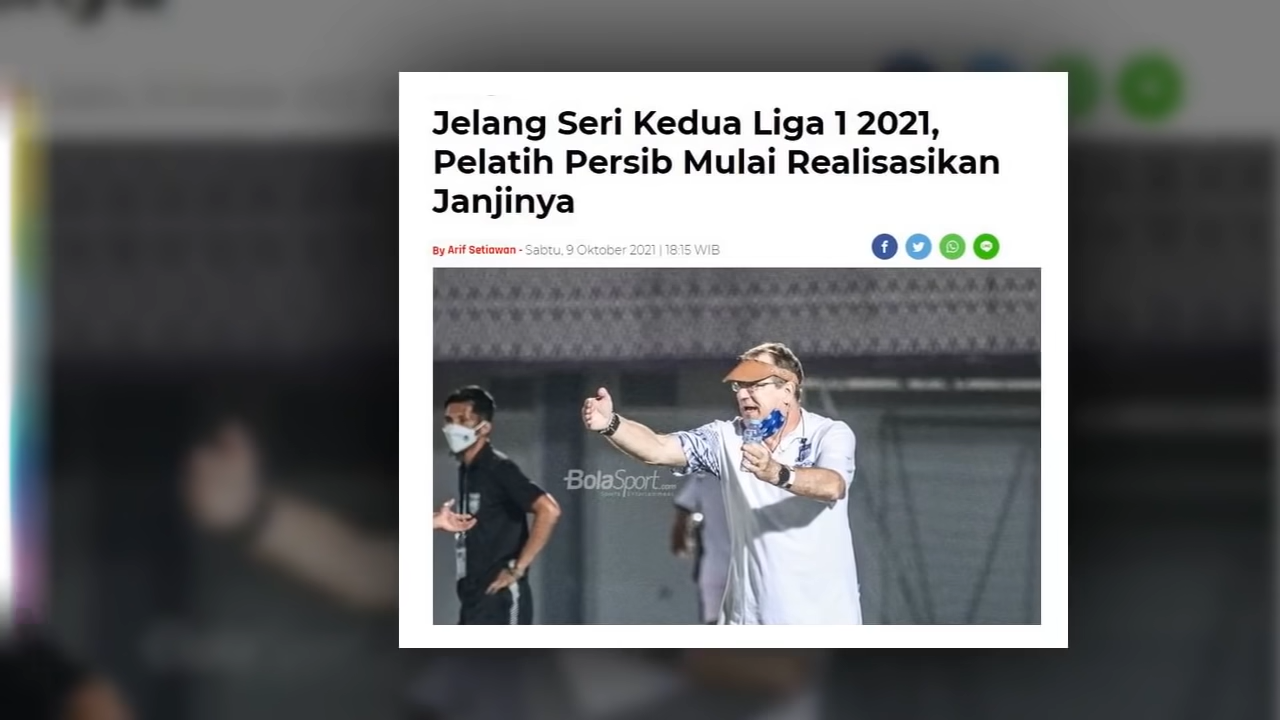 Jelang Seri Kedua Liga 1 2021,
Pelatih Persib Mulai Realisasikan
Janjinya
By Arif Setiawan - Sabtu, 9 Oktober 2021 | 18:15 WIB
BolaSport.com